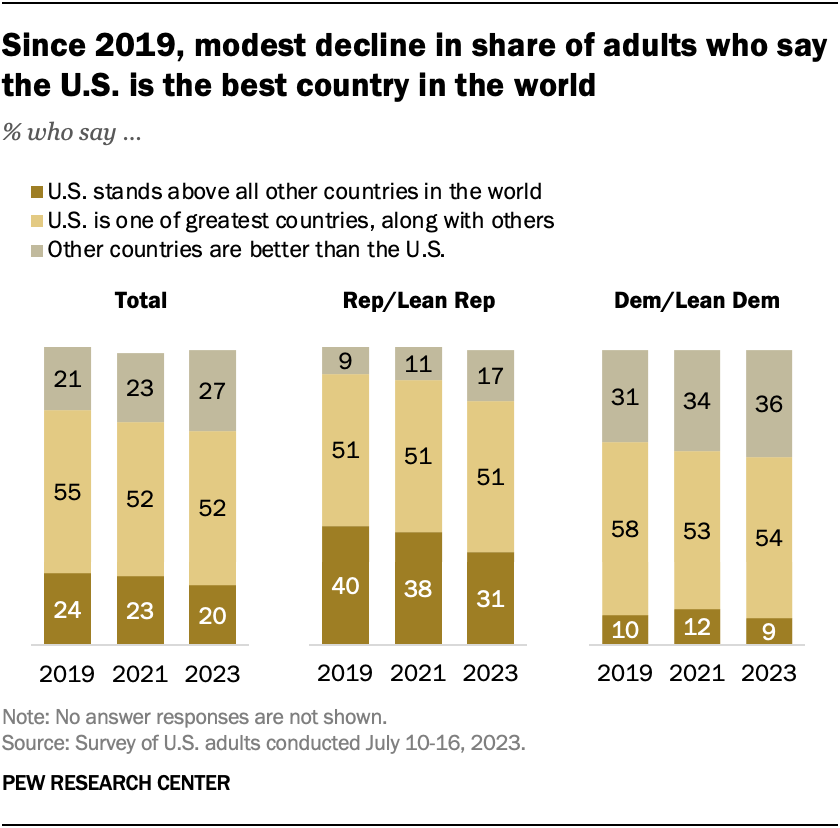 Since 2019, modest decline in share of adults who say
the U.S. is the best country in the world
% who say ...
U.S. stands above all other countries in the world
U.S. is one of greatest countries, along with others
Other countries are better than the U.S.
Total
21 23 27
55 52 52
24 23 20
2019 2021 2023
Rep/Lean Rep
9 11 17
51 51 51
40 38 31
2019 2021 2023
Dem/Lean Dem
31 34 36
58 53 54
10 12 9
2019 2021 2023
Note: No answer responses are not shown.
Source: Survey of U.S. adults conducted July 10-16, 2023.
PEW RESEARCH CENTER